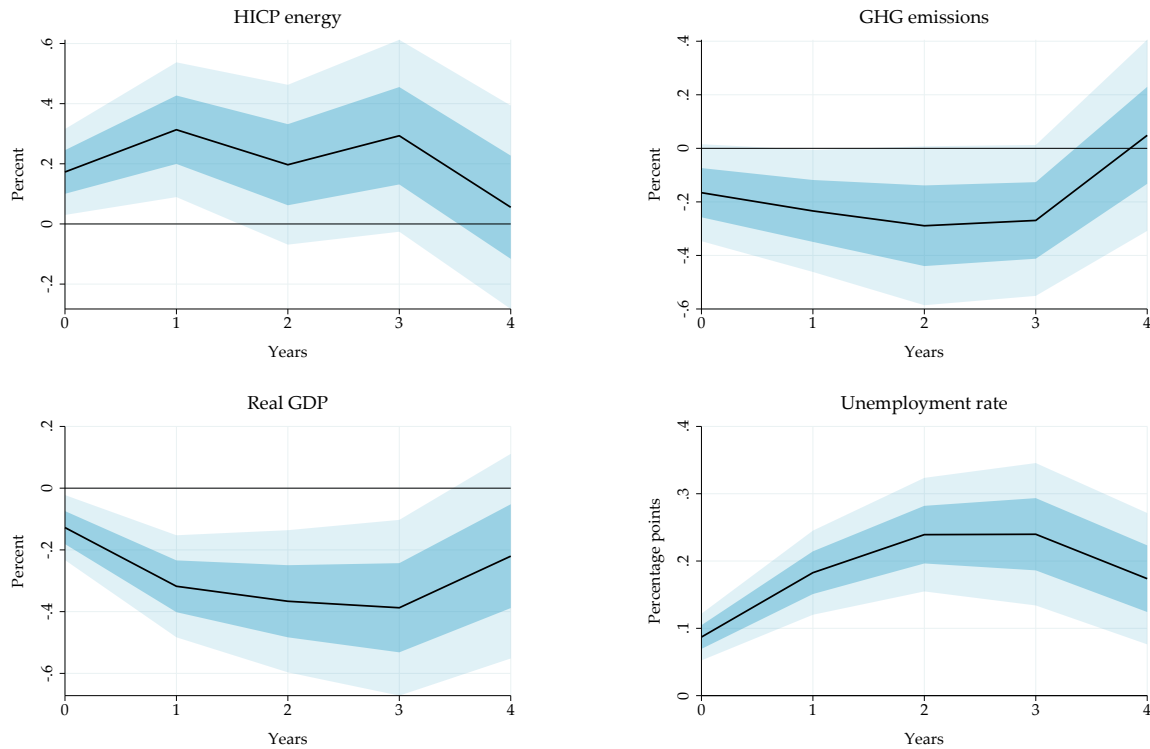 HICP energy
Percent
.6
.4
.2
0
-.2
0 1 2 3 4
Years
GHG emissions
Percent
.4
.2
0
-.2
-.4
-.6
0 1 2 3 4
Years
Real GDP
Percent
.2
0
-.2
-.4
-.6
0 1 2 3 4
Years
Unemployment rate
Percentage points
.4
.3
.2
.1
0
0 1 2 3 4
Years